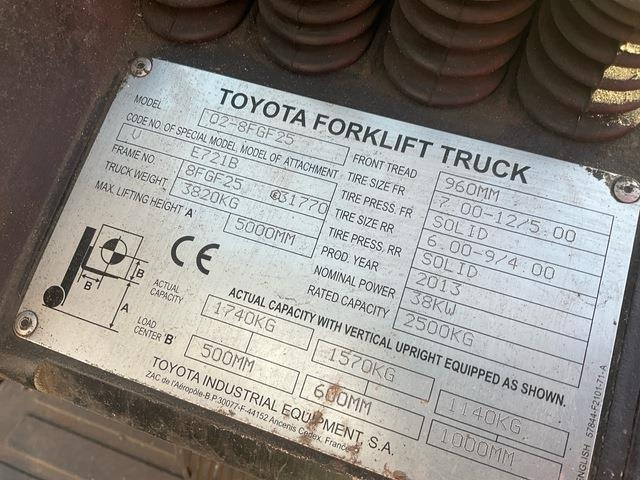 TOYOTA FORKLIFT TRUCK
MODEL 02-8FGF25
CODE NO. OF SPECIAL MODEL MODEL OF ATTACHMENT
V E721B
FRAME NO 8FGF25 ©31770
TRUCK WEIGHT 3820KG
MAX. LIFTING HEIGHT 'A' 5000MM
FRONT TREAD 960MM
TIRE SIZE FR 7.00-12/5.00
TIRE PRESS. FR SOLID
TIRE SIZE RR 6.00-9/4.00
TIRE PRESS. RR SOLID
PROD. YEAR 2013
NOMINAL POWER 38KW
RATED CAPACITY 2500KG
B
B
A
CE
ACTUAL CAPACITY WITH VERTICAL UPRIGHT EQUIPPED AS SHOWN.
ACTUAL
CAPACITY
1740KG 1570KG 1140KG
LOAD
CENTER 'B'
500MM 600MM 1000MM
TOYOTA INDUSTRIAL EQUIPMENT, S.A.
ZAC de l'Aéropôle-B.P.30077-F-44152 Ancenis Cedex, France
ENGLISH 57844-F2101-71-A